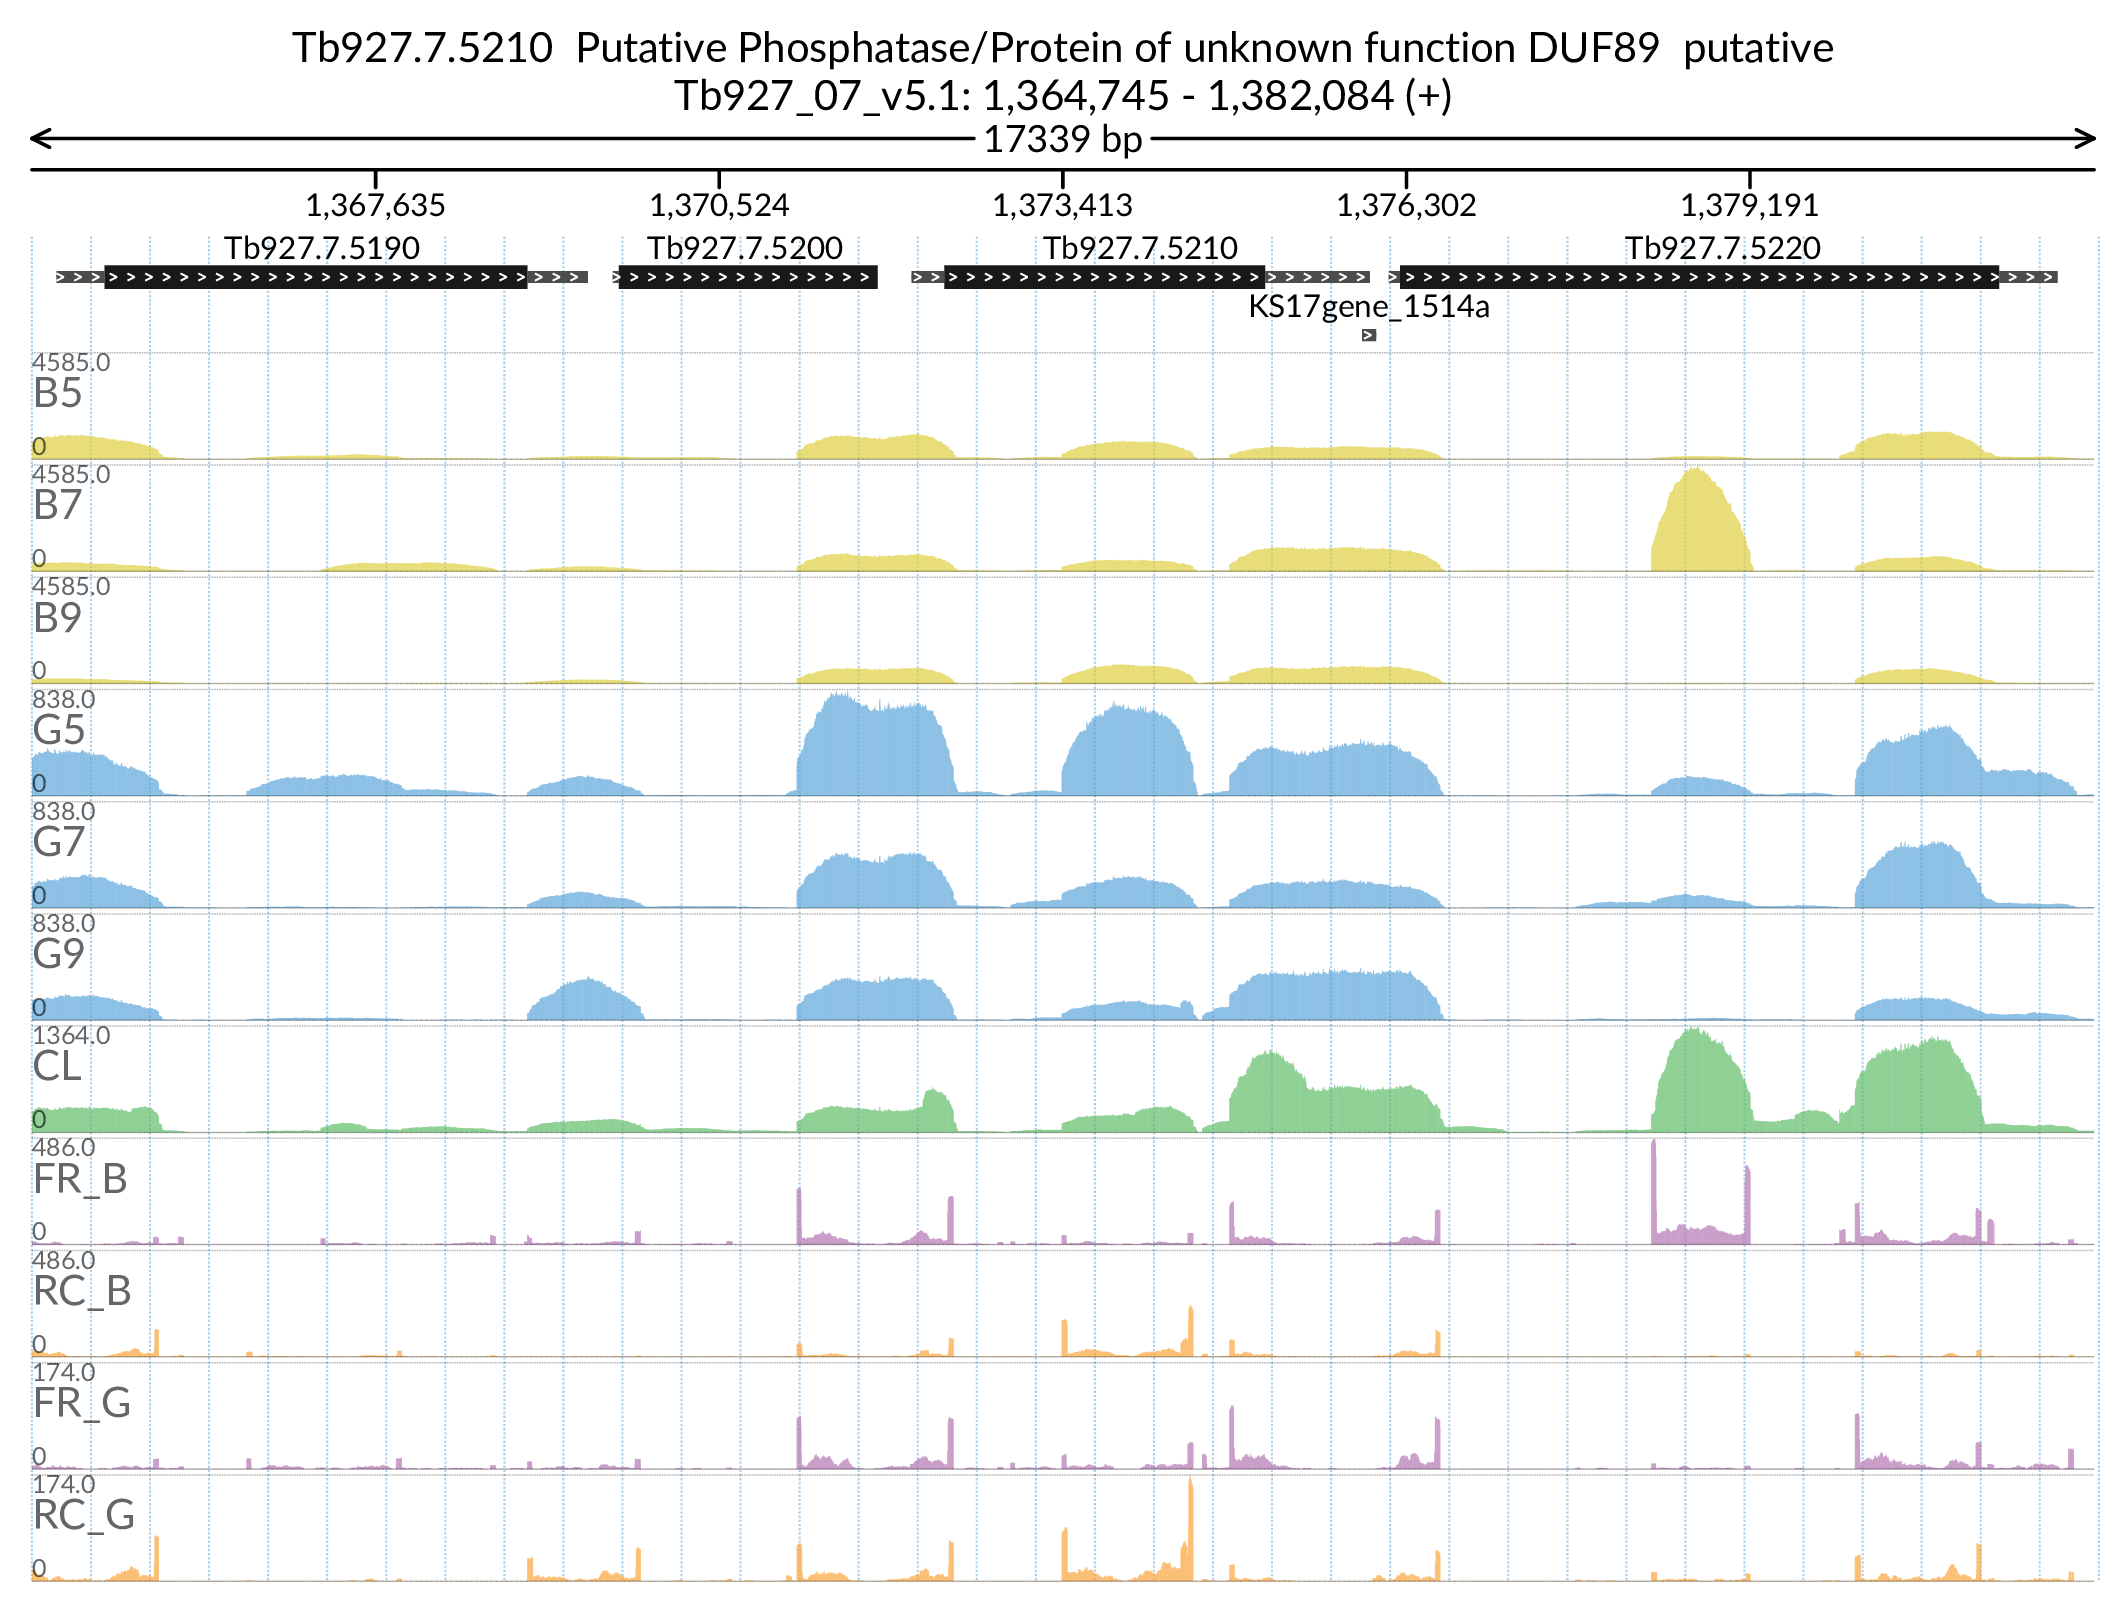 Tb927.7.5210  Putative Phosphatase/Protein of unknown function DUF89  putative
Tb927_07_v5.1: 1,364,745 - 1,382,084 (+)
17339 bp
1,367,635 1,370,524 1,373,413 1,376,302 1,379,191
Tb927.7.5190 Tb927.7.5200 Tb927.7.5210 Tb927.7.5220
KS17gene_1514a
4585.0
B5
0
4585.0
B7
0
4585.0
B9
0
838.0
G5
0
838.0
G7
0
838.0
G9
0
1364.0
CL
0
486.0
FR_B
0
486.0
RC_B
0
174.0
FR_G
0
174.0
RC_G
0